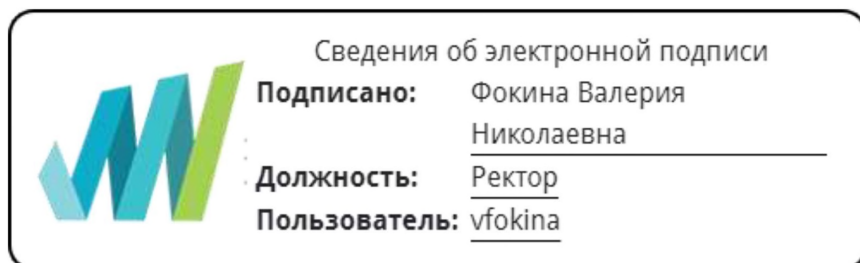 Сведения об электронной подписи
Подписано: Фокина Валерия
Николаевна
Должность: Ректор
Пользователь: vfokina